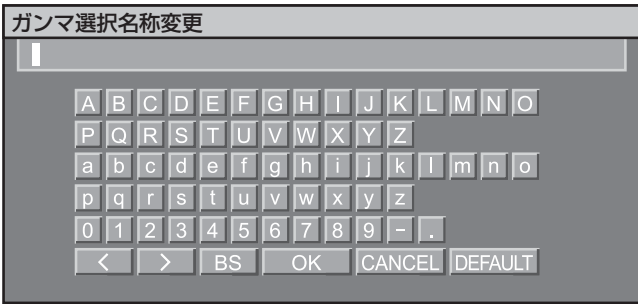 ガンマ選択名称変更
A B C D E F G H I J K L M N O
P Q R S T U V W X Y Z
a b c d e f g h i j k l m n o
p q r s t u v w x y z
0 1 2 3 4 5 6 7 8 9 - .
< > BS OK CANCEL DEFAULT